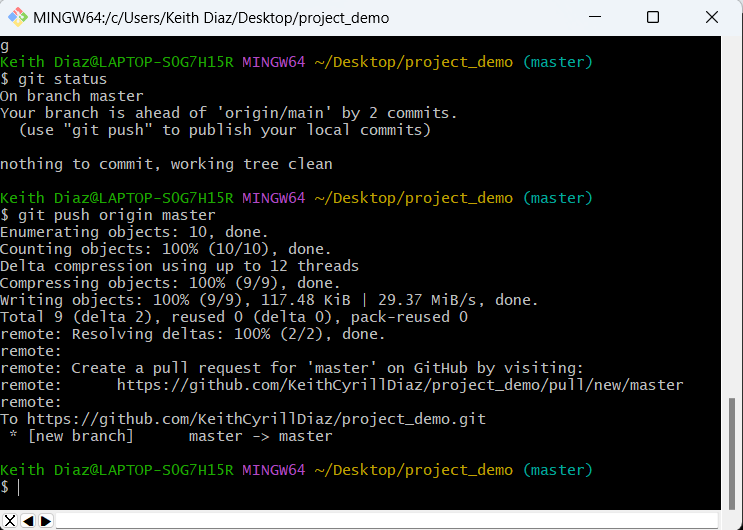 MINGW64:/c/Users/Keith Diaz/Desktop/project_demo
g
Keith Diaz@LAPTOP-SOG7H15R MINGW64 ~/Desktop/project_demo (master)
$ git status
On branch master
Your branch is ahead of 'origin/main' by 2 commits.
  (use "git push" to publish your local commits)

nothing to commit, working tree clean

Keith Diaz@LAPTOP-SOG7H15R MINGW64 ~/Desktop/project_demo (master)
$ git push origin master
Enumerating objects: 10, done.
Counting objects: 100% (10/10), done.
Delta compression using up to 12 threads
Compressing objects: 100% (9/9), done.
Writing objects: 100% (9/9), 117.48 KiB | 29.37 MiB/s, done.
Total 9 (delta 2), reused 0 (delta 0), pack-reused 0
remote: Resolving deltas: 100% (2/2), done.
remote:
remote: Create a pull request for 'master' on GitHub by visiting:
remote:      https://github.com/KeithCyrillDiaz/project_demo/pull/new/master
remote:
To https://github.com/KeithCyrillDiaz/project_demo.git
 * [new branch]      master -> master

Keith Diaz@LAPTOP-SOG7H15R MINGW64 ~/Desktop/project_demo (master)
$